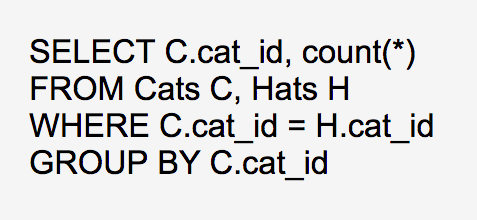 SELECT C.cat_id, count(*)
FROM Cats C, Hats H
WHERE C.cat_id = H.cat_id
GROUP BY C.cat_id